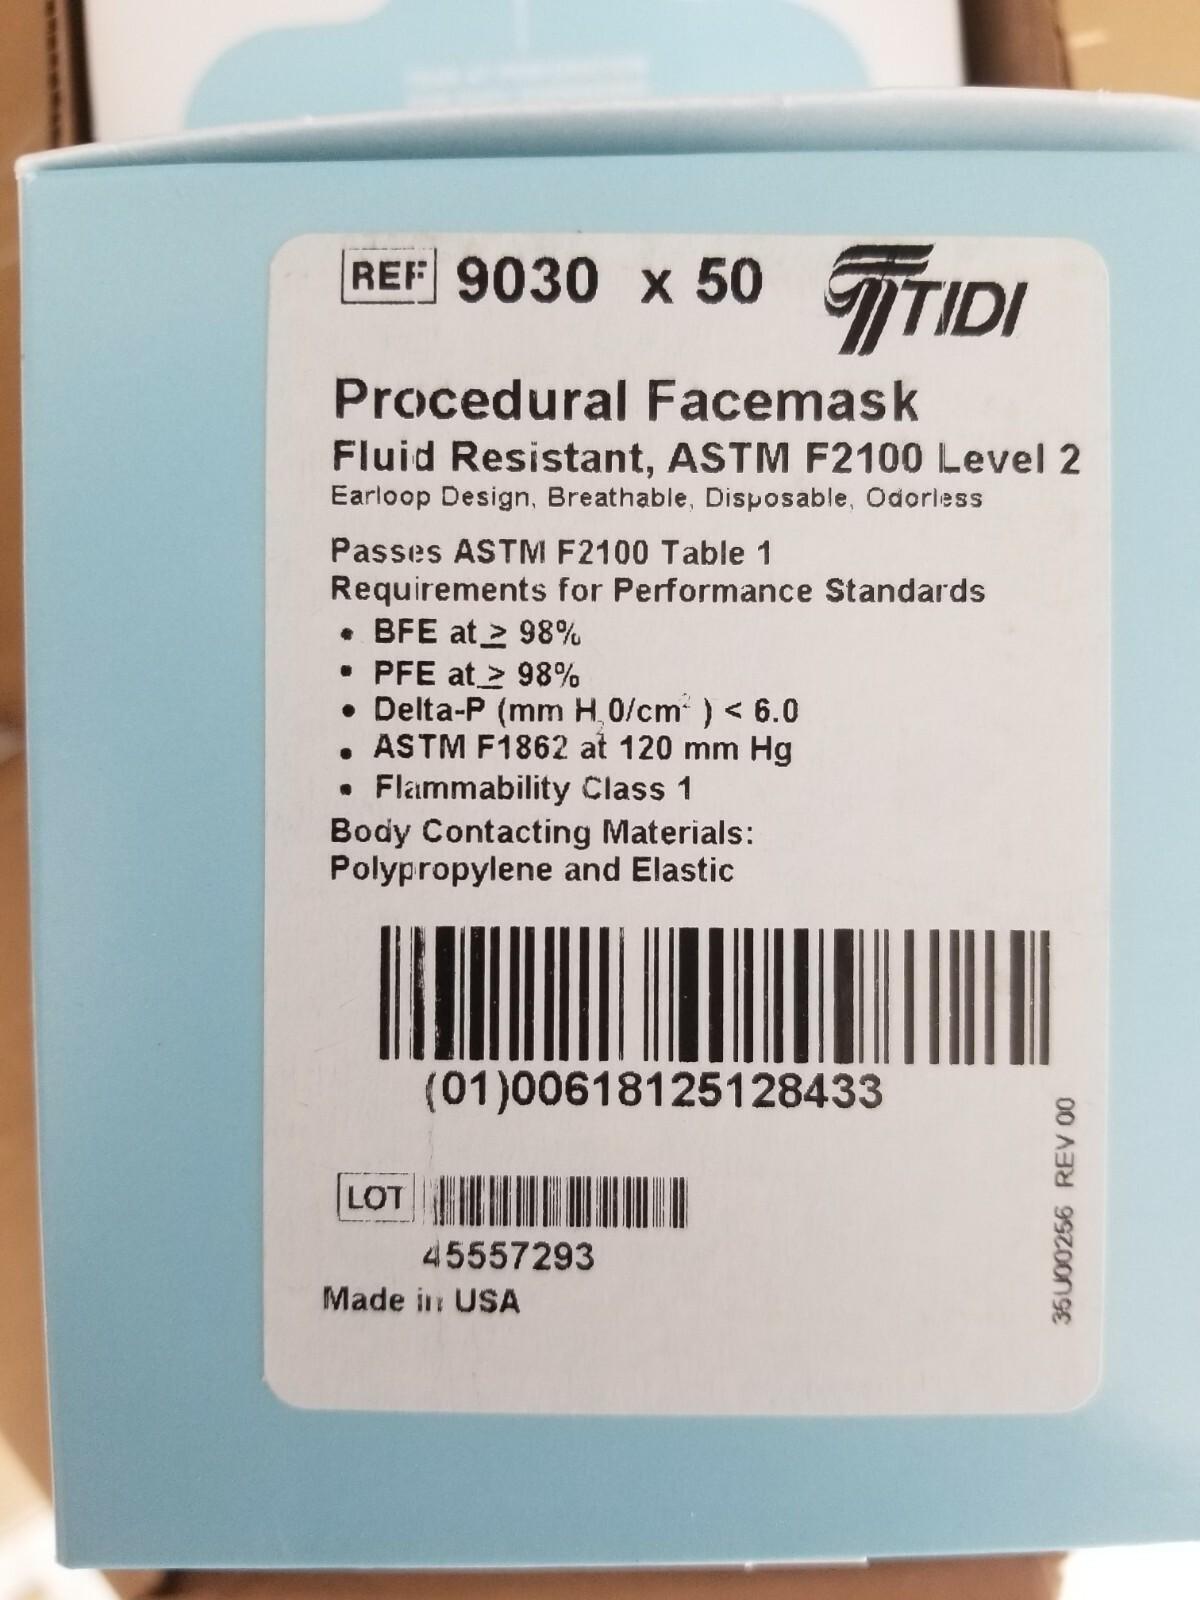 REF 9030 x 50 TIDI
Procedural Facemask
Fluid Resistant, ASTM F2100 Level 2
Earloop Design, Breathable, Disposable, Odorless
Passes ASTM F2100 Table 1
Requirements for Performance Standards
• BFE at ≥ 98%
• PFE at ≥ 98%
• Delta-P (mm H₂0/cm²) < 6.0
• ASTM F1862 at 120 mm Hg
• Flammability Class 1
Body Contacting Materials:
Polypropylene and Elastic
(01)00618125128433
LOT
45557293
Made in USA
36U00256 REV 00